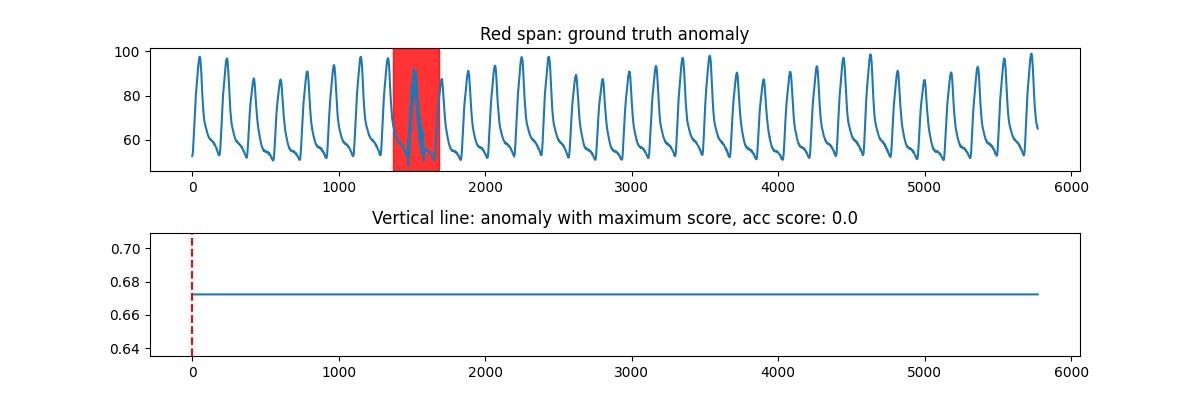 Red span: ground truth anomaly
100
80
60
0 1000 2000 3000 4000 5000 6000
Vertical line: anomaly with maximum score, acc score: 0.0
0.70
0.68
0.66
0.64
0 1000 2000 3000 4000 5000 6000